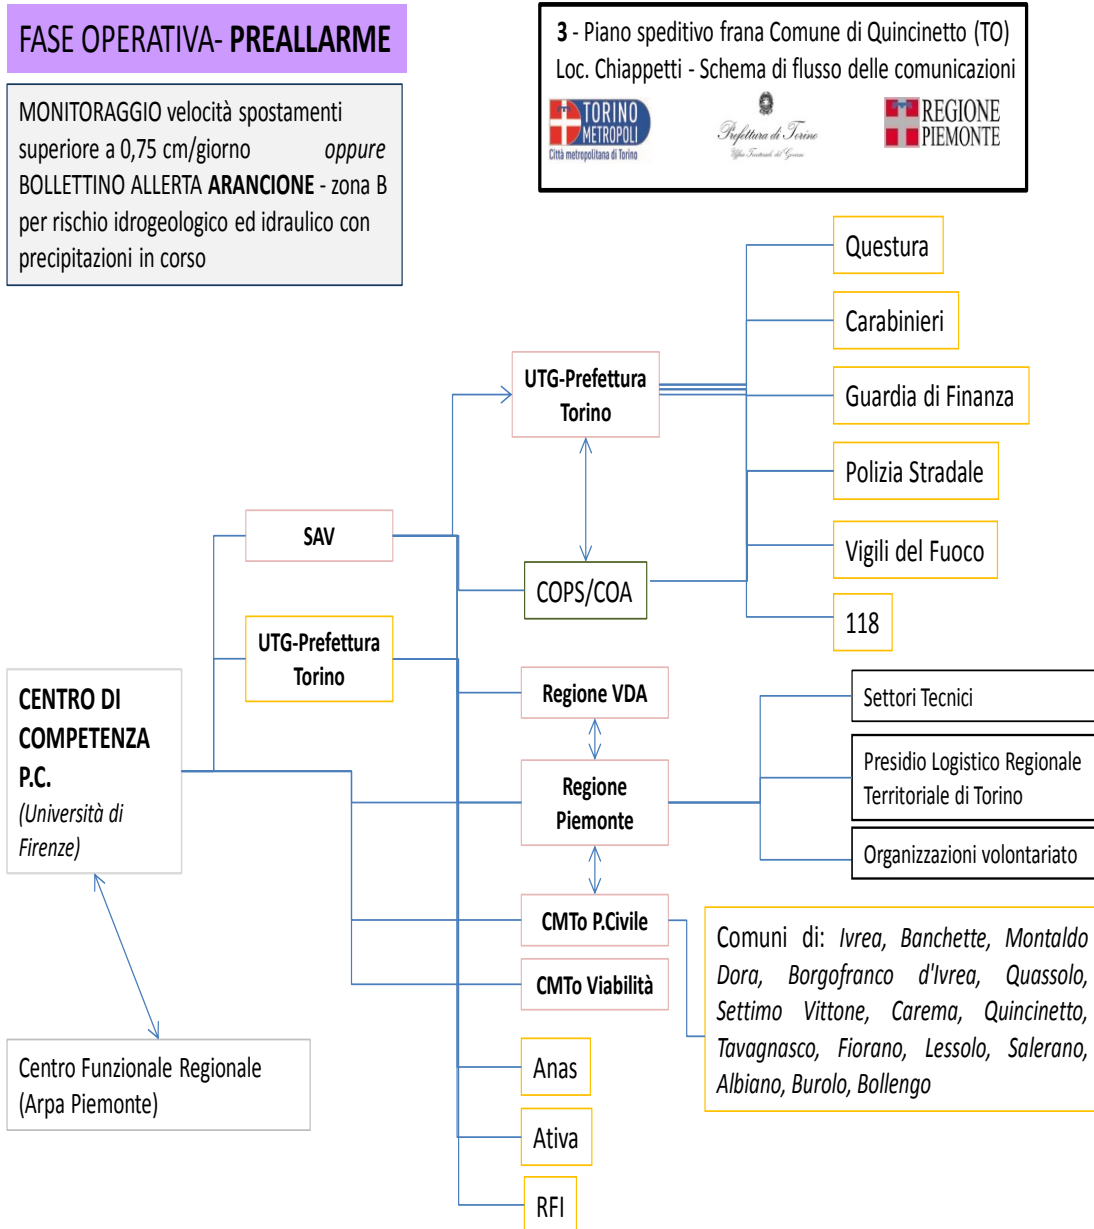 FASE OPERATIVA- PREALLARME
3 - Piano speditivo frana Comune di Quincinetto (TO)
Loc. Chiappetti - Schema di flusso delle comunicazioni
TORINO
METROPOLI
Città metropolitana di Torino
Prefettura di Torino
Uffici Territoriali del Governo
REGIONE
PIEMONTE
MONITORAGGIO velocità spostamenti
superiore a 0,75 cm/giorno oppure
BOLLETTINO ALLERTA ARANCIONE - zona B
per rischio idrogeologico ed idraulico con
precipitazioni in corso
Questura
Carabinieri
UTG-Prefettura
Torino
Guardia di Finanza
Polizia Stradale
SAV
Vigili del Fuoco
COPS/COA
118
UTG-Prefettura
Torino
CENTRO DI
COMPETENZA
P.C.
(Università di
Firenze)
Regione VDA
Settori Tecnici
Regione
Piemonte
Presidio Logistico Regionale
Territoriale di Torino
Organizzazioni volontariato
CMTo P.Civile
CMTo Viabilità
Comuni di: Ivrea, Banchette, Montaldo
Dora, Borgofranco d'Ivrea, Quassolo,
Settimo Vittone, Carema, Quincinetto,
Tavagnasco, Fiorano, Lessolo, Salerano,
Albiano, Burolo, Bollengo
Centro Funzionale Regionale
(Arpa Piemonte)
Anas
Ativa
RFI